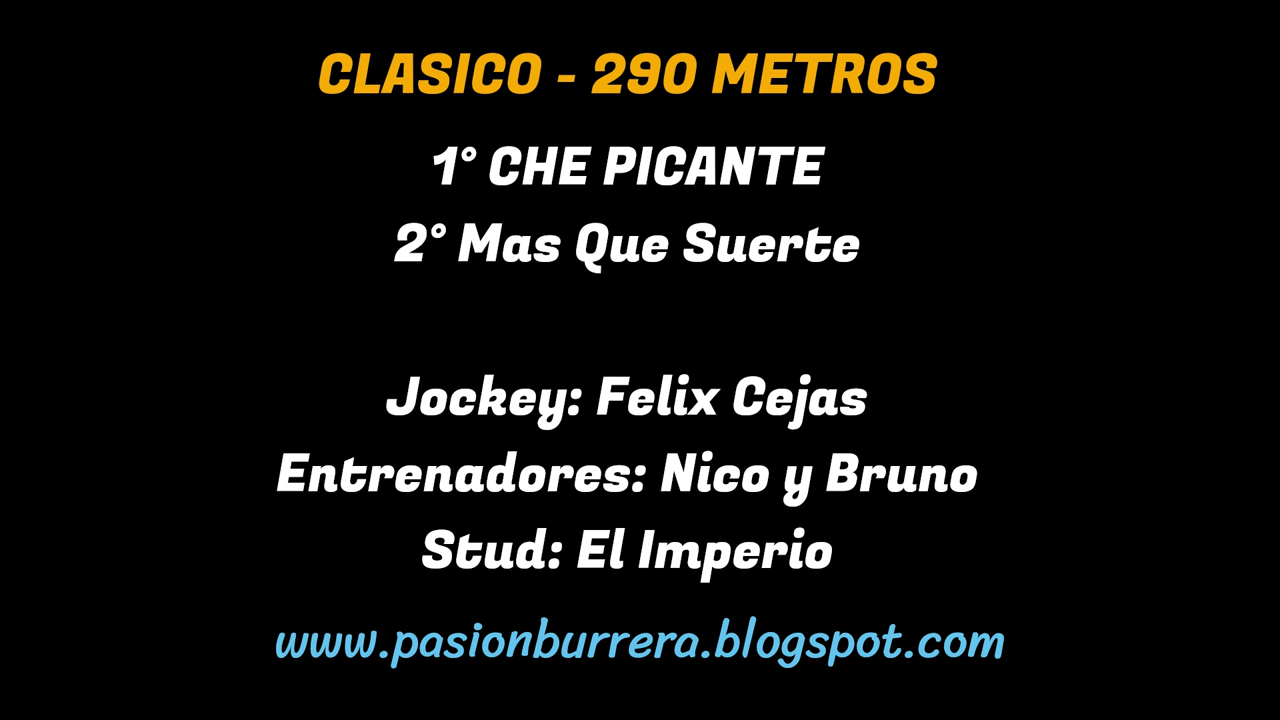 CLASICO - 290 METROS
1° CHE PICANTE
2° Mas Que Suerte
Jockey: Felix Cejas
Entrenadores: Nico y Bruno
Stud: El Imperio
www.pasionburrera.blogspot.com